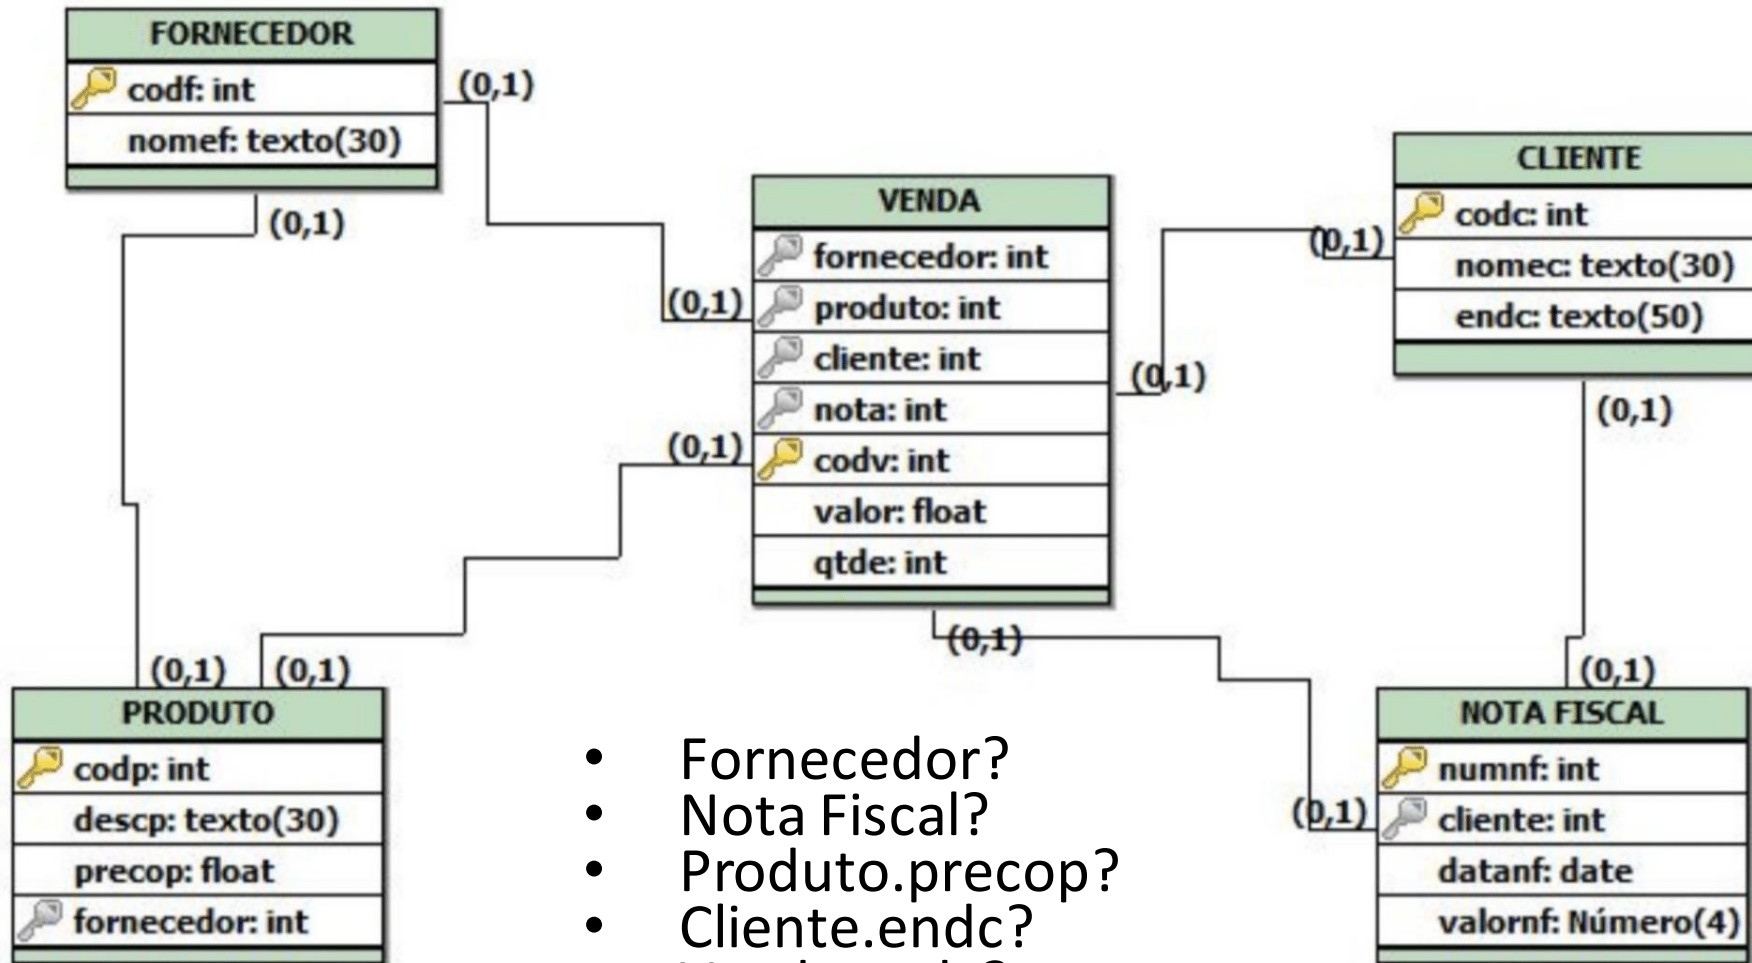 FORNECEDOR
codf: int
nomef: texto(30)
(0,1)
(0,1)
VENDA
fornecedor: int
produto: int
cliente: int
nota: int
codv: int
valor: float
qtde: int
(0,1)
(0,1)
(0,1)
(0,1)
CLIENTE
codc: int
nomec: texto(30)
endc: texto(50)
(0,1)
(0,1)
PRODUTO
codp: int
descp: texto(30)
precop: float
fornecedor: int
(0,1)
(0,1)
NOTA FISCAL
numnf: int
cliente: int
datanf: date
valornf: Número(4)
(0,1)
(0,1)
• Fornecedor?
• Nota Fiscal?
• Produto.precop?
• Cliente.endc?